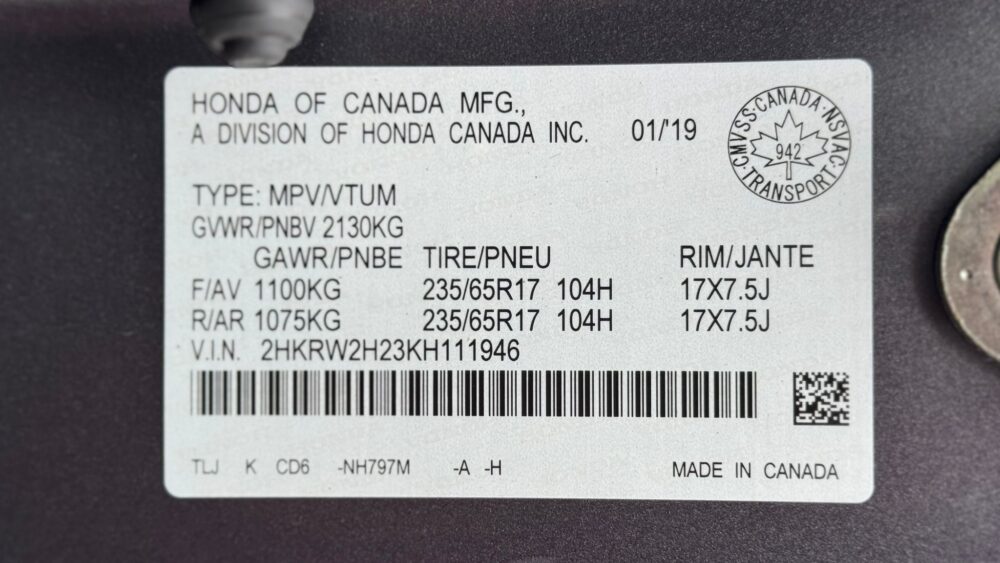 HONDA OF CANADA MFG.,
A DIVISION OF HONDA CANADA INC. 01/'19
CMVSS·CANADA·NSVAC·TRANSPORT·
942
TYPE: MPV/VTUM
GVWR/PNBV 2130KG
GAWR/PNBE TIRE/PNEU RIM/JANTE
F/AV 1100KG 235/65R17 104H 17X7.5J
R/AR 1075KG 235/65R17 104H 17X7.5J
V.I.N. 2HKRW2H23KH111946
TLJ K CD6 -NH797M -A -H MADE IN CANADA